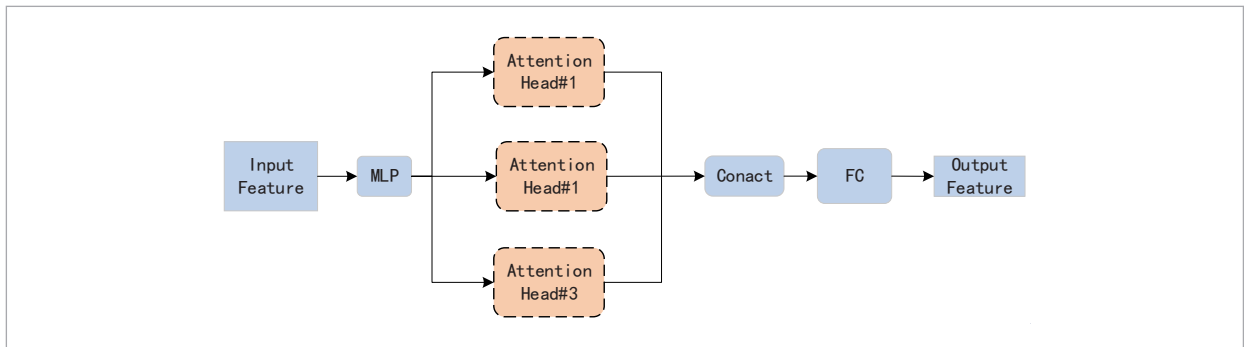 Input
Feature
MLP
Attention
Head#1
Attention
Head#1
Attention
Head#3
Conact
FC
Output
Feature